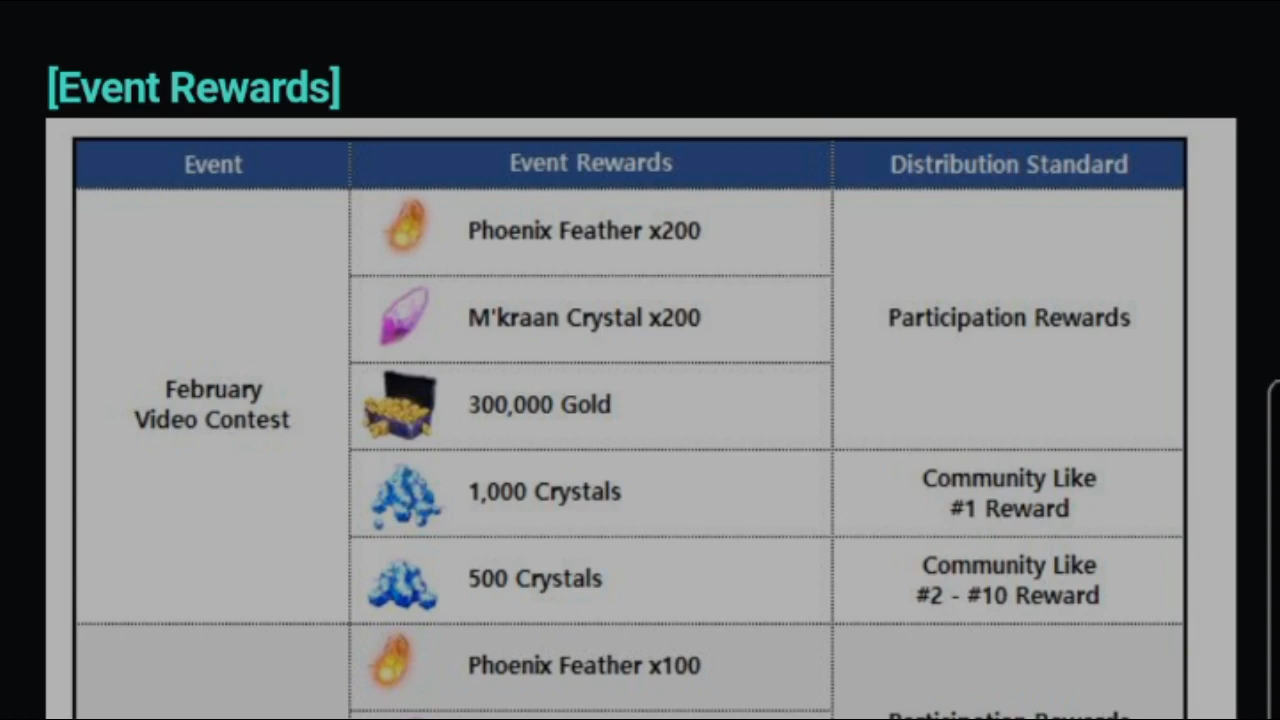 [Event Rewards]
Event
Event Rewards
Distribution Standard
February
Video Contest
Phoenix Feather x200
M'kraan Crystal x200
300,000 Gold
Participation Rewards
1,000 Crystals
Community Like
#1 Reward
500 Crystals
Community Like
#2 - #10 Reward
Phoenix Feather x100
Participation Rewards